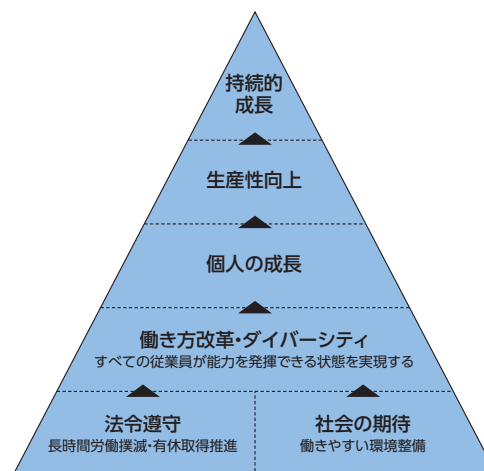 持続的
成長
生産性向上
個人の成長
働き方改革・ダイバーシティ
すべての従業員が能力を発揮できる状態を実現する
法令遵守
長時間労働撲滅・有休取得推進
社会の期待
働きやすい環境整備